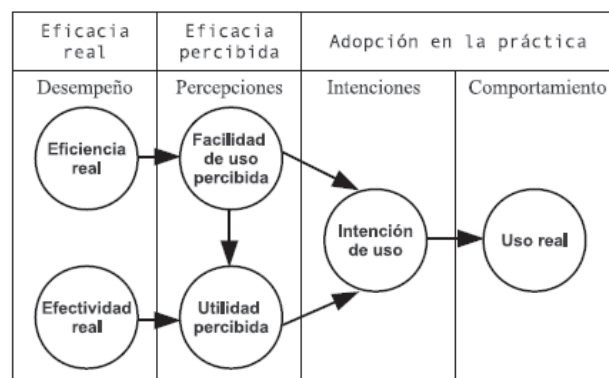 Eficacia
real
Eficacia
percibida
Adopción en la práctica
Desempeño
Percepciones
Intenciones
Comportamiento
Eficiencia
real
Facilidad
de uso
percibida
Intención
de uso
Uso real
Efectividad
real
Utilidad
percibida